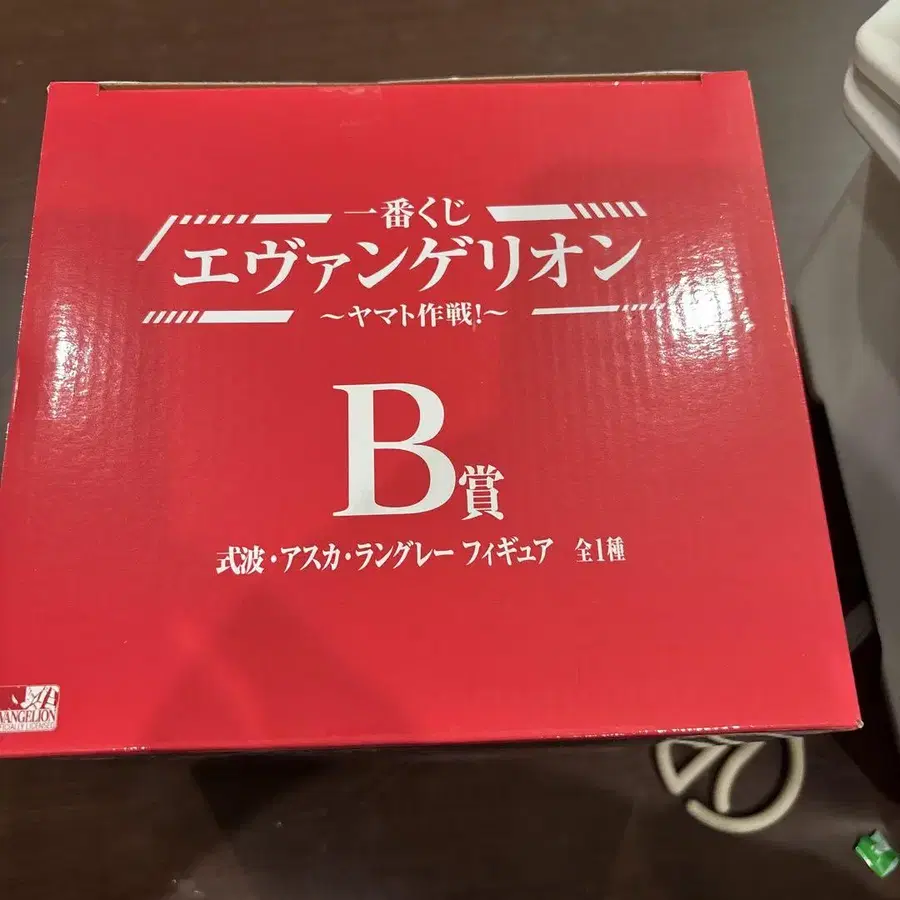 一番くじ
エヴァンゲリオン
～ヤマト作戦!～
B賞
式波・アスカ・ラングレー フィギュア 全1種
VANGELION